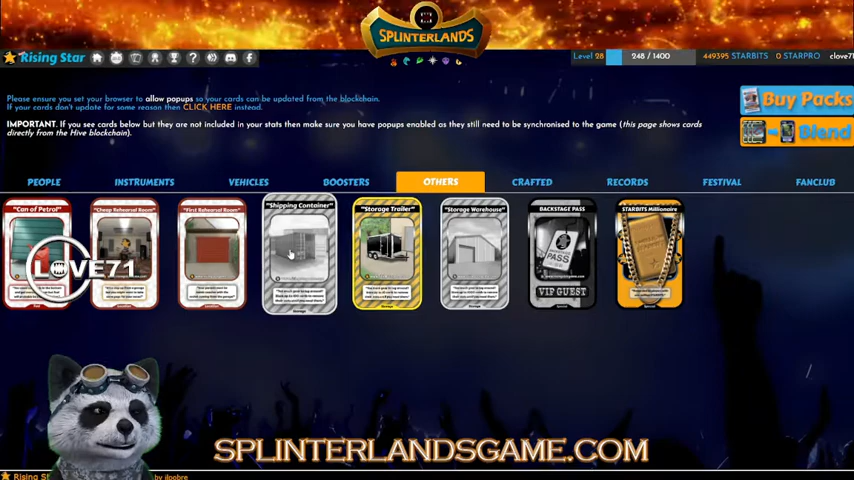 SPLINTERLANDS
Rising Star
Level 28
248 / 1400
449395 STARBITS
0 STARPRO
clove71
Please ensure you set your browser to allow popups so your cards can be updated from the blockchain.
If your cards don't update for some reason then CLICK HERE instead.
IMPORTANT. If you see cards below but they are not included in your stats then make sure you have popups enabled as they still need to be synchronised to the game (this page shows cards
directly from the Hive blockchain).
Buy Packs
Blend
PEOPLE
INSTRUMENTS
VEHICLES
BOOSTERS
OTHERS
CRAFTED
RECORDS
FESTIVAL
FANCLUB
"Can of Petrol"
"Cheap Rehearsal Room"
"First Rehearsal Room"
"Shipping Container"
"Storage Trailer"
"Storage Warehouse"
BACKSTAGE PASS
STARBITS Millionaire
PASS
VIP GUEST
LOVE71
SPLINTERLANDSGAME.COM
Rising St
by jloobre